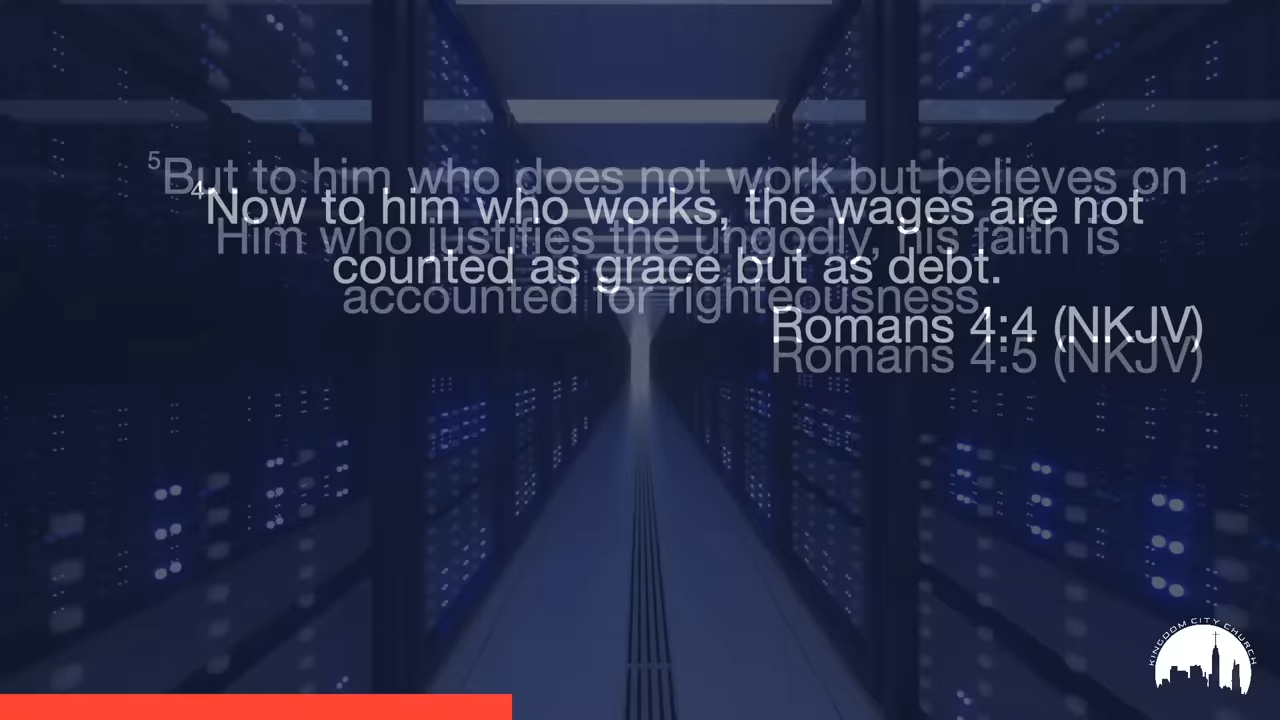 ⁵But to him who does not work but believes on
Him who justifies the ungodly, his faith is
accounted for righteousness,
Romans 4:5 (NKJV)
⁴Now to him who works, the wages are not
counted as grace but as debt.
Romans 4:4 (NKJV)
KINGDOM CITY CHURCH